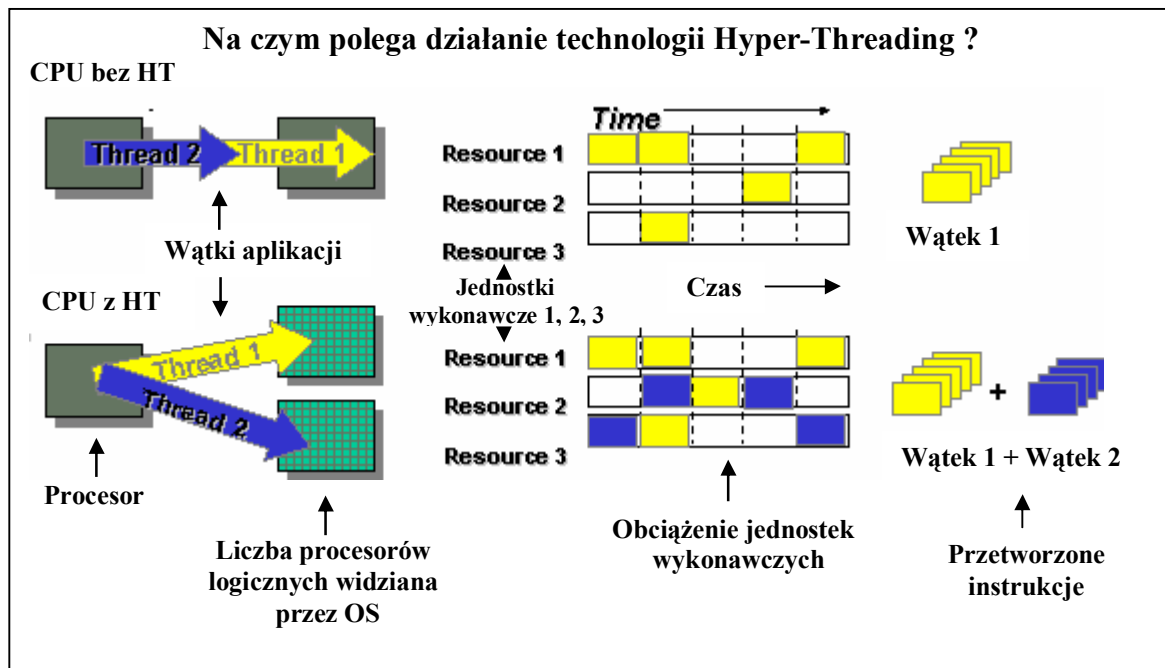 Na czym polega działanie technologii Hyper-Threading ?
CPU bez HT
Thread 2
Thread 1
Wątki aplikacji
Time
Resource 1
Resource 2
Resource 3
Wątek 1
Jednostki
wykonawcze 1, 2, 3
Czas
CPU z HT
Thread 1
Thread 2
Procesor
Liczba procesorów
logicznych widziana
przez OS
Resource 1
Resource 2
Resource 3
+
Wątek 1 + Wątek 2
Obciążenie jednostek
wykonawczych
Przetworzone
instrukcje